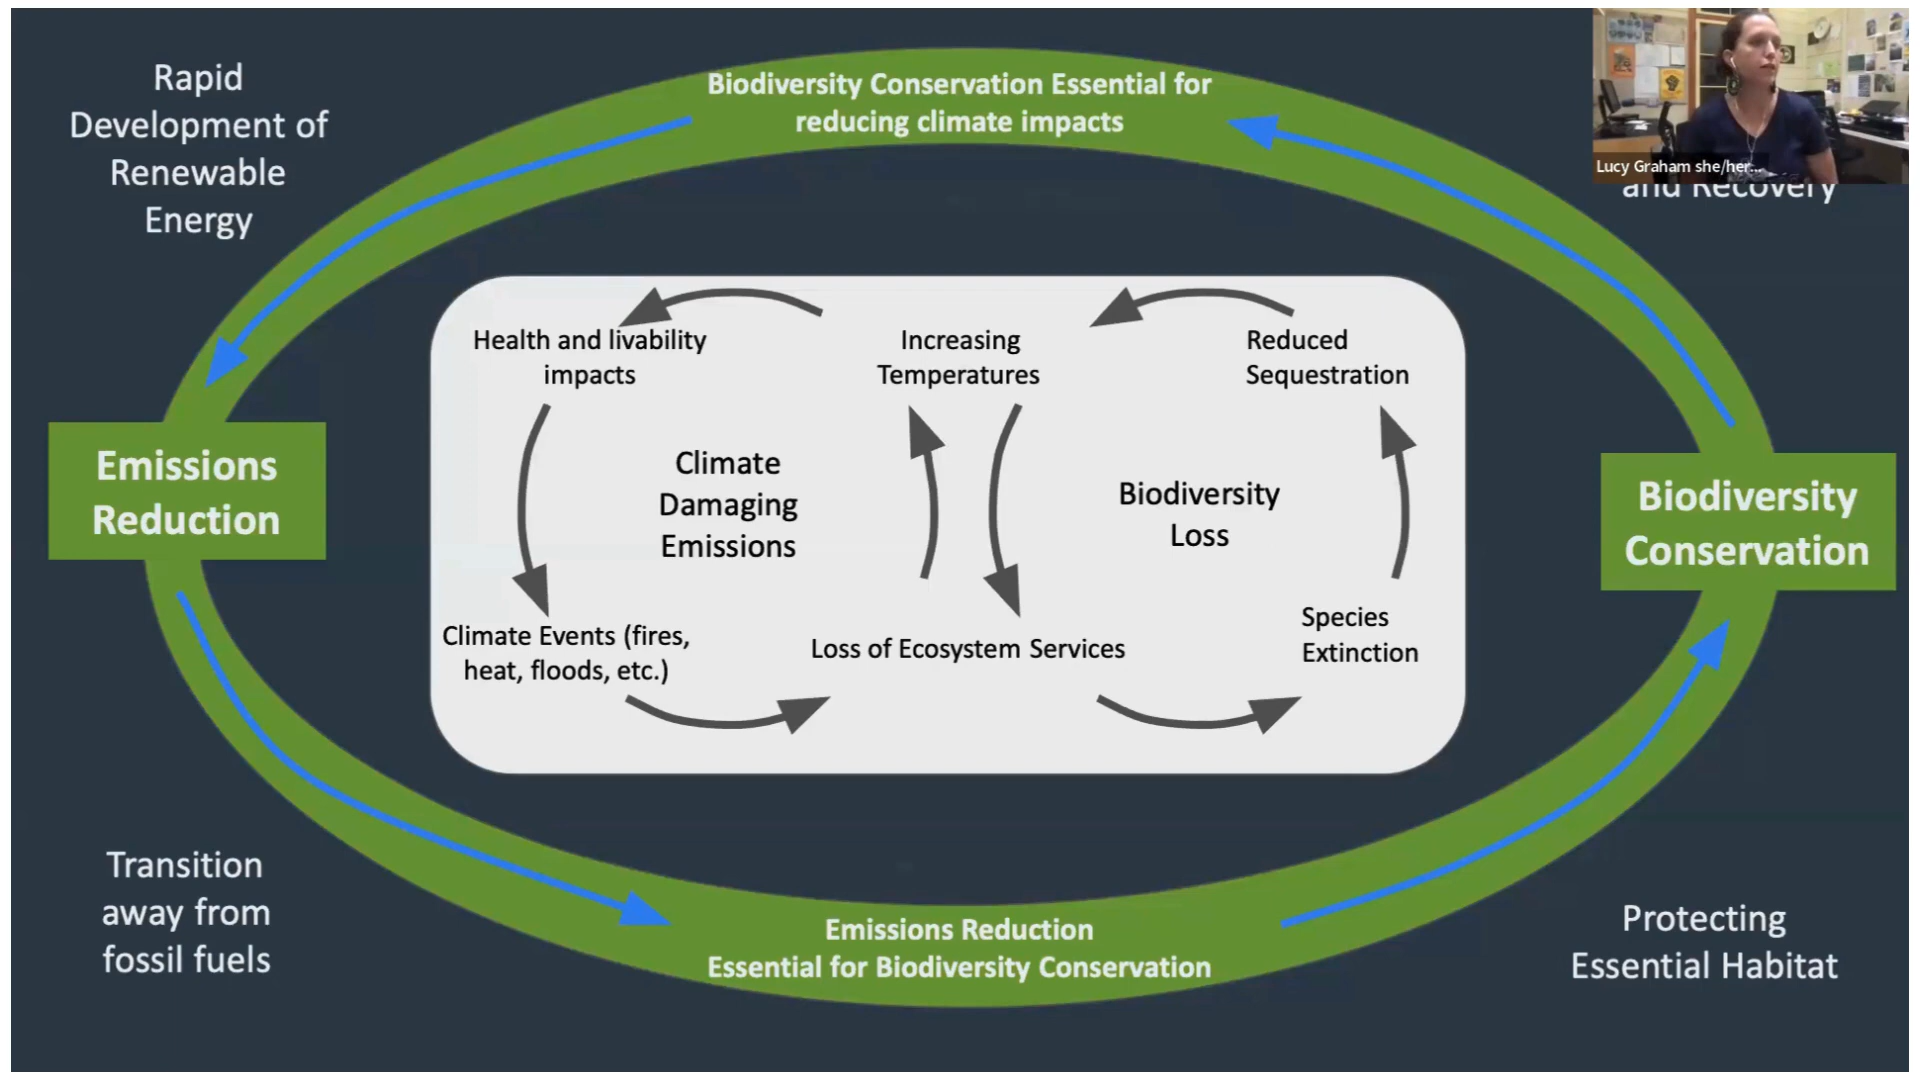 Rapid
Development of
Renewable
Energy
Biodiversity Conservation Essential for
reducing climate impacts
Lucy Graham she/her...
and Recovery
Health and livability
impacts
Increasing
Temperatures
Reduced
Sequestration
Climate
Damaging
Emissions
Biodiversity
Loss
Emissions
Reduction
Biodiversity
Conservation
Climate Events (fires,
heat, floods, etc.)
Loss of Ecosystem Services
Species
Extinction
Transition
away from
fossil fuels
Emissions Reduction
Essential for Biodiversity Conservation
Protecting
Essential Habitat